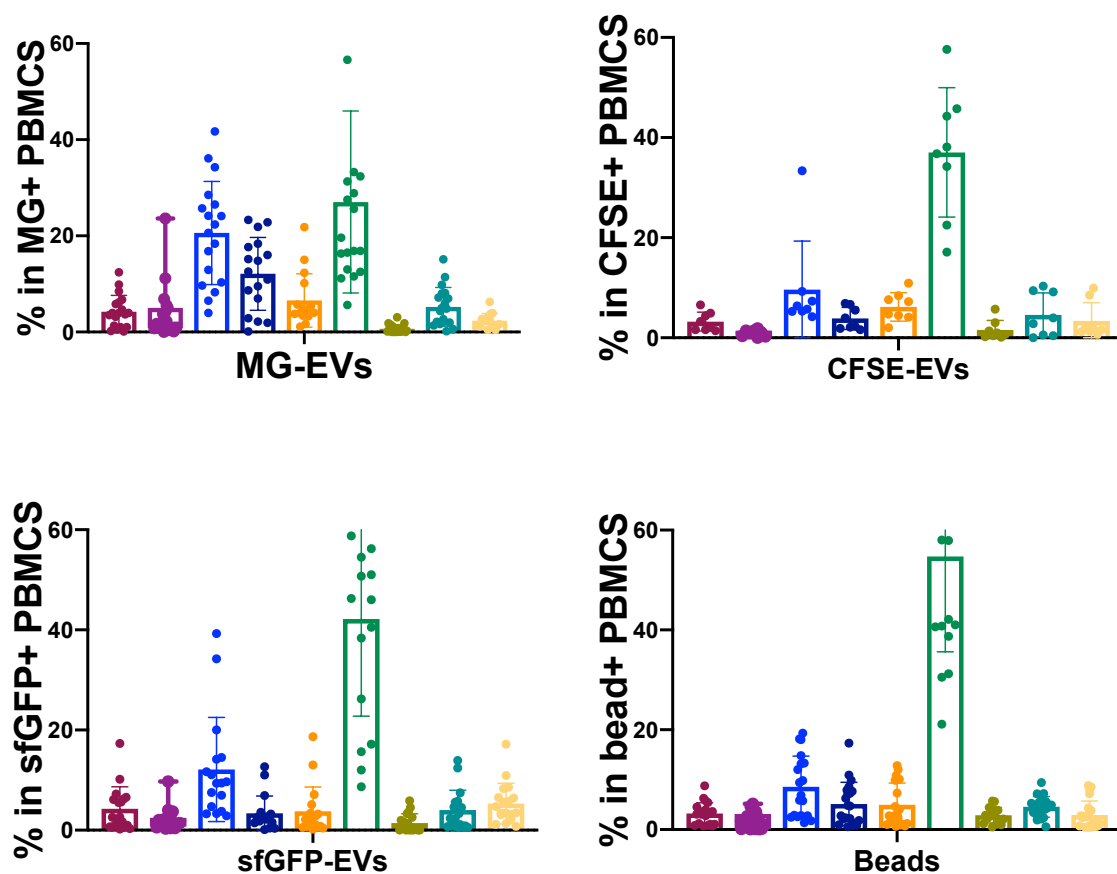 % in MG+ PBMCS
60
40
20
0
MG-EVs
% in CFSE+ PBMCS
60
40
20
0
CFSE-EVs
% in sfGFP+ PBMCS
60
40
20
0
sfGFP-EVs
% in bead+ PBMCS
60
40
20
0
Beads